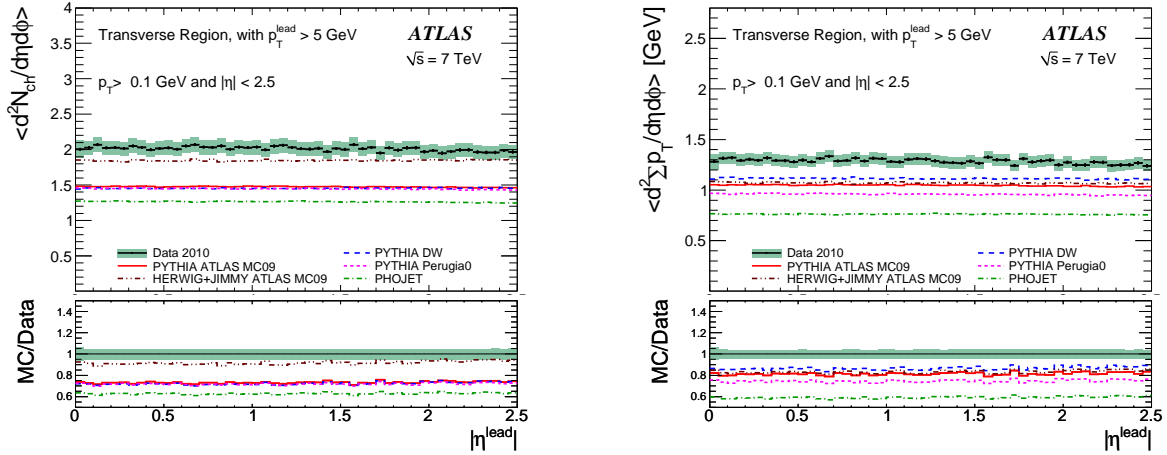 <d²N_ch/dηdϕ>
4
3.5
3
2.5
2
1.5
1
0.5
Transverse Region, with p_T^lead > 5 GeV
ATLAS
√s = 7 TeV
p_T> 0.1 GeV and |η| < 2.5
Data 2010
PYTHIA ATLAS MC09
HERWIG+JIMMY ATLAS MC09
PYTHIA DW
PYTHIA Perugia0
PHOJET
MC/Data
1.4
1.2
1
0.8
0.6
0 0.5 1 1.5 2 2.5
|η^lead|
<d²Σp_T/dηdϕ> [GeV]
2.5
2
1.5
1
0.5
Transverse Region, with p_T^lead > 5 GeV
ATLAS
√s = 7 TeV
p_T> 0.1 GeV and |η| < 2.5
Data 2010
PYTHIA ATLAS MC09
HERWIG+JIMMY ATLAS MC09
PYTHIA DW
PYTHIA Perugia0
PHOJET
MC/Data
1.4
1.2
1
0.8
0.6
0 0.5 1 1.5 2 2.5
|η^lead|